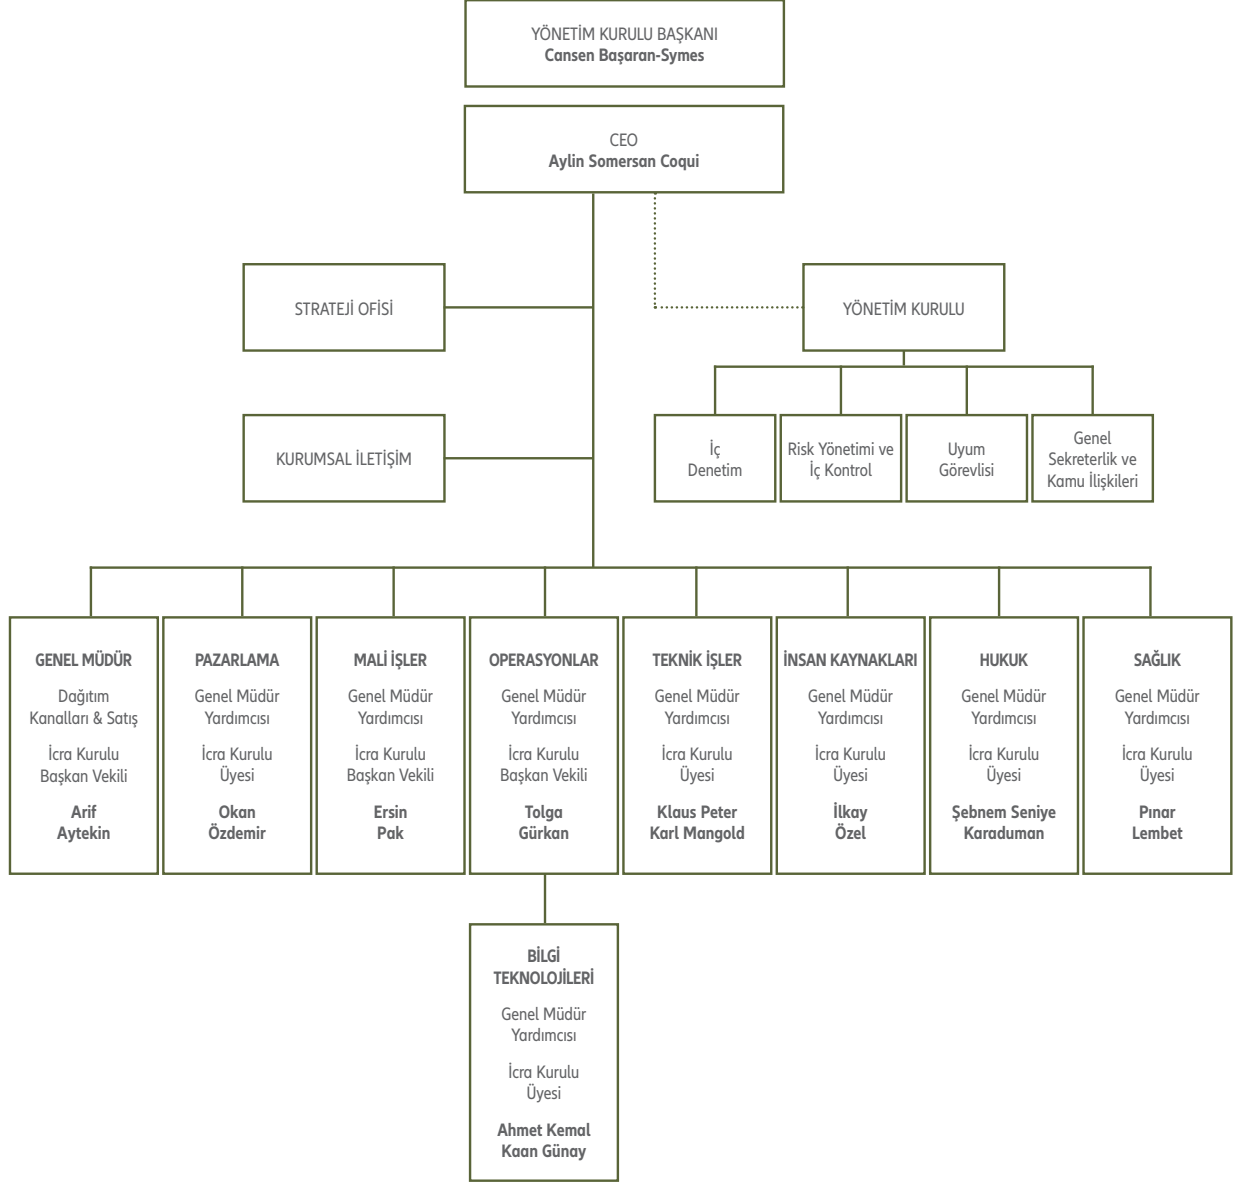 YÖNETİM KURULU BAŞKANI
Cansen Başaran-Symes
CEO
Aylin Somersan Coqui
STRATEJİ OFİSİ
YÖNETİM KURULU
KURUMSAL İLETİŞİM
İç
Denetim
Risk Yönetimi ve
İç Kontrol
Uyum
Görevlisi
Genel
Sekreterlik ve
Kamu İlişkileri
GENEL MÜDÜR
Dağıtım
Kanalları & Satış
İcra Kurulu
Başkan Vekili
Arif
Aytekin
PAZARLAMA
Genel Müdür
Yardımcısı
İcra Kurulu
Üyesi
Okan
Özdemir
MALİ İŞLER
Genel Müdür
Yardımcısı
İcra Kurulu
Başkan Vekili
Ersin
Pak
OPERASYONLAR
Genel Müdür
Yardımcısı
İcra Kurulu
Başkan Vekili
Tolga
Gürkan
TEKNİK İŞLER
Genel Müdür
Yardımcısı
İcra Kurulu
Üyesi
Klaus Peter
Karl Mangold
İNSAN KAYNAKLARI
Genel Müdür
Yardımcısı
İcra Kurulu
Üyesi
İlkay
Özel
HUKUK
Genel Müdür
Yardımcısı
İcra Kurulu
Üyesi
Şebnem Seniye
Karaduman
SAĞLIK
Genel Müdür
Yardımcısı
İcra Kurulu
Üyesi
Pınar
Lembet
BİLGİ
TEKNOLOJİLERİ
Genel Müdür
Yardımcısı
İcra Kurulu
Üyesi
Ahmet Kemal
Kaan Günay